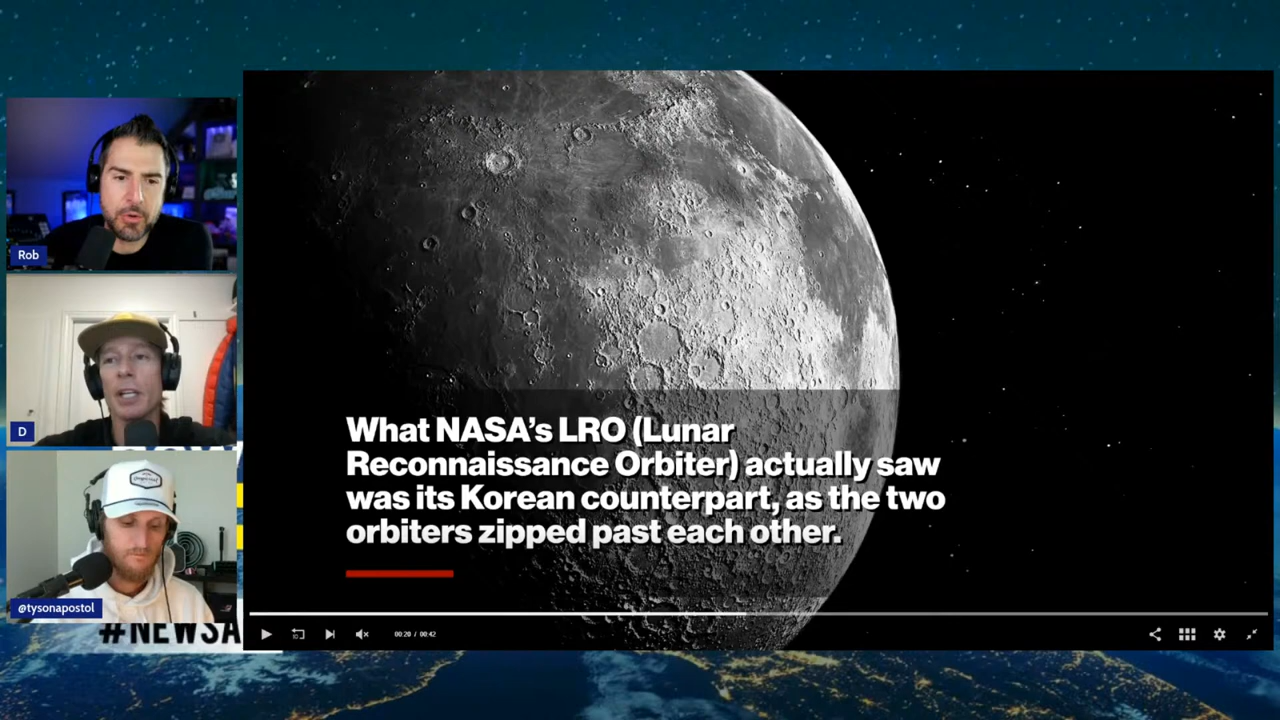 Rob
D
@tysonapostol
#NEWSA
What NASA's LRO (Lunar
Reconnaissance Orbiter) actually saw
was its Korean counterpart, as the two
orbiters zipped past each other.
00:20 / 00:42